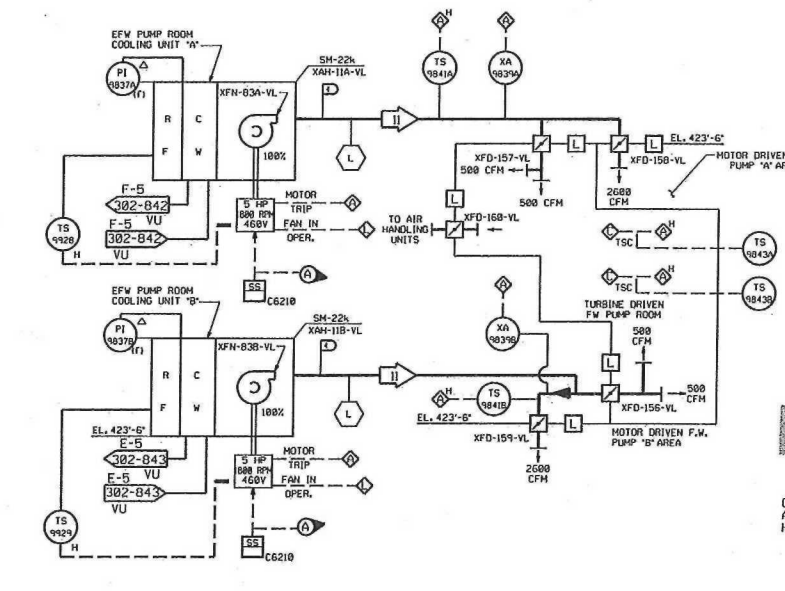 EFW PUMP ROOM
COOLING UNIT "A"
PI
9837A
(r)
R
F
C
W
XFN-83A-VL
100%
SM-22k
XAH-11A-VL
L
H
A
TS
9841A
A
XA
9839A
XFD-157-VL
500 CFM
500 CFM
L
XFD-158-VL
L
EL. 423'-6"
2600
CFM
MOTOR DRIVEN
L
TO AIR
HANDLING
UNITS
XFD-160-VL
F-5
302-842
VU
F-5
302-842
VU
TS
9928
H
5 HP
1800 RPM
460V
MOTOR
TRIP
A
FAN IN
OPER.
L
A
SS
C6210
L
TSC
A
H
TS
9843A
L
TSC
A
H
TS
9843B
TURBINE DRIVEN
FW PUMP ROOM
EFW PUMP ROOM
COOLING UNIT "B"
PI
9837B
(r)
R
F
C
W
XFN-83B-VL
100%
SM-22k
XAH-11B-VL
L
A
XA
9839B
A
H
TS
9841B
EL. 423'-6"
XFD-159-VL
2600
CFM
L
L
500
CFM
500
CFM
XFD-156-VL
MOTOR DRIVEN F.W.
PUMP "B" AREA
EL. 423'-6"
E-5
302-843
VU
E-5
302-843
VU
TS
9929
H
5 HP
1800 RPM
460V
MOTOR
TRIP
A
FAN IN
OPER.
L
A
SS
C6210